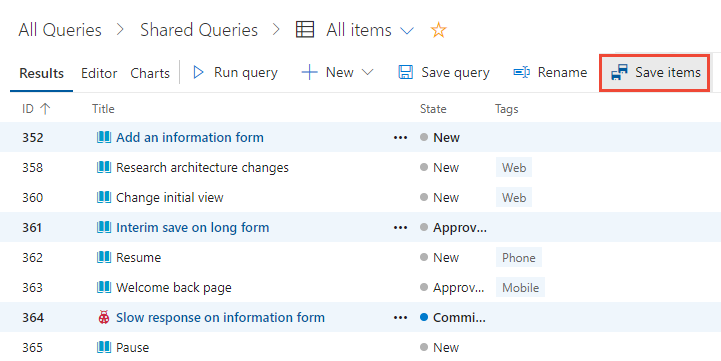 All Queries > Shared Queries > All items
Results Editor Charts Run query New Save query Rename Save items
ID ↑ Title State Tags
352 Add an information form ••• New
358 Research architecture changes New Web
360 Change initial view New Web
361 Interim save on long form ••• Approv...
362 Resume New Phone
363 Welcome back page Approv... Mobile
364 Slow response on information form ••• Commi...
365 Pause New